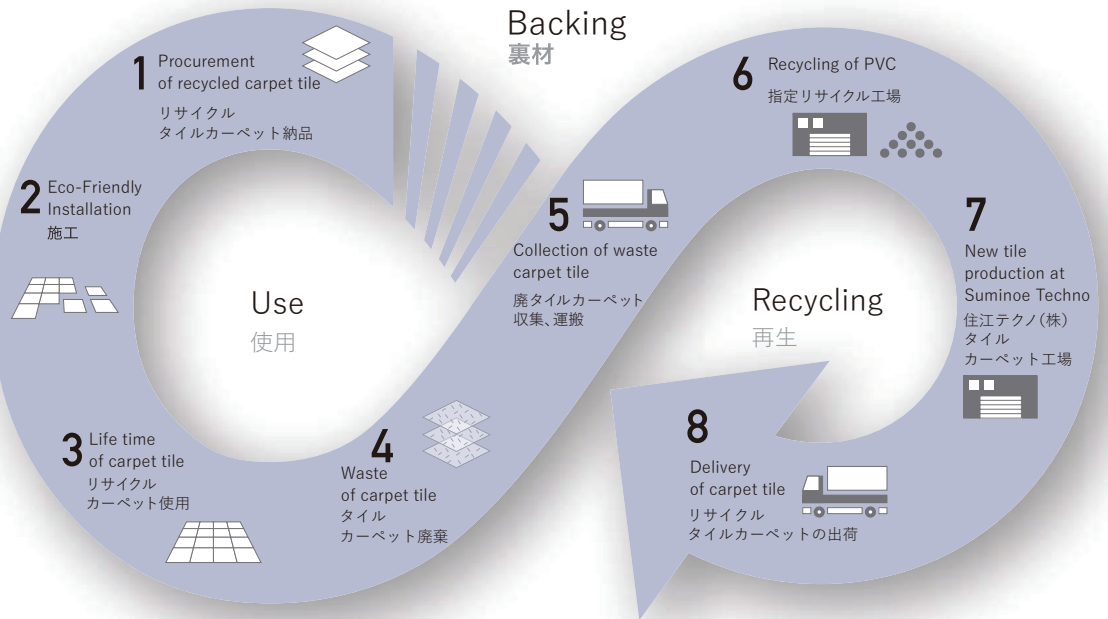 Backing
裏材
1
Procurement
of recycled carpet tile
リサイクル
タイルカーペット納品
2
Eco-Friendly
Installation
施工
3
Life time
of carpet tile
リサイクル
カーペット使用
4
Waste
of carpet tile
タイル
カーペット廃棄
Use
使用
5
Collection of waste
carpet tile
廃タイルカーペット
収集、運搬
6
Recycling of PVC
指定リサイクル工場
7
New tile
production at
Suminoe Techno
住江テクノ(株)
タイル
カーペット工場
8
Delivery
of carpet tile
リサイクル
タイルカーペットの出荷
Recycling
再生